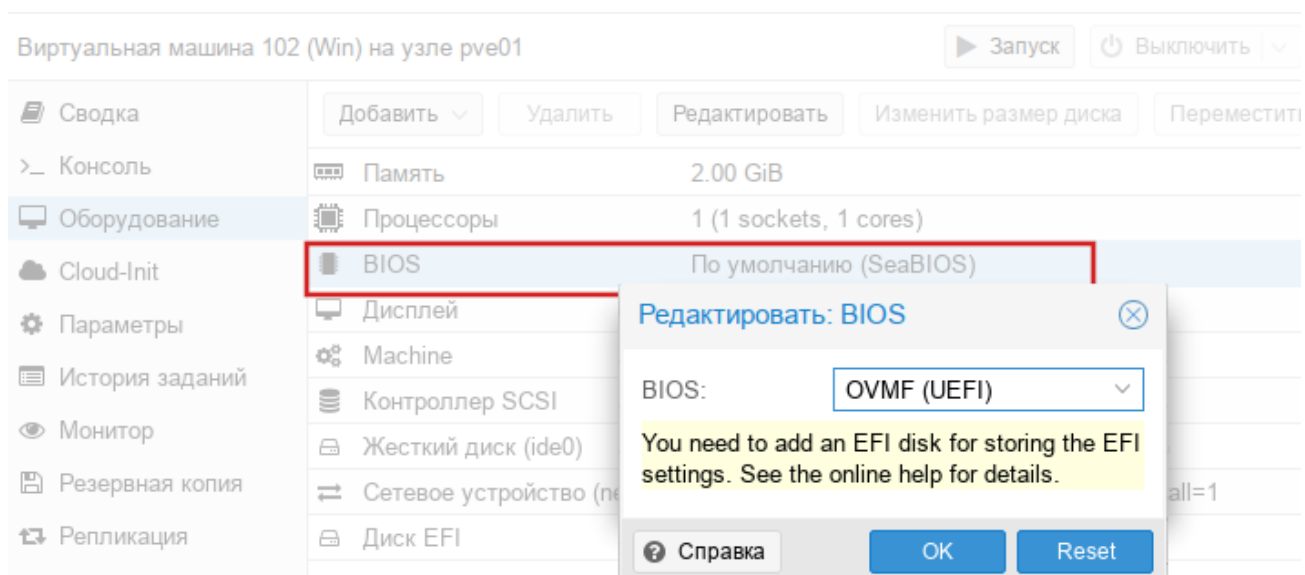 Виртуальная машина 102 (Win) на узле pve01
Запуск
Выключить
Сводка
Консоль
Оборудование
Cloud-Init
Параметры
История заданий
Монитор
Резервная копия
Репликация
Добавить
Удалить
Редактировать
Изменить размер диска
Переместить
Память 2.00 GiB
Процессоры 1 (1 sockets, 1 cores)
BIOS По умолчанию (SeaBIOS)
Дисплей
Machine
Контроллер SCSI
Жесткий диск (ide0)
Сетевое устройство (ne
all=1
Диск EFI
Редактировать: BIOS
BIOS: OVMF (UEFI)
You need to add an EFI disk for storing the EFI
settings. See the online help for details.
Справка
OK
Reset